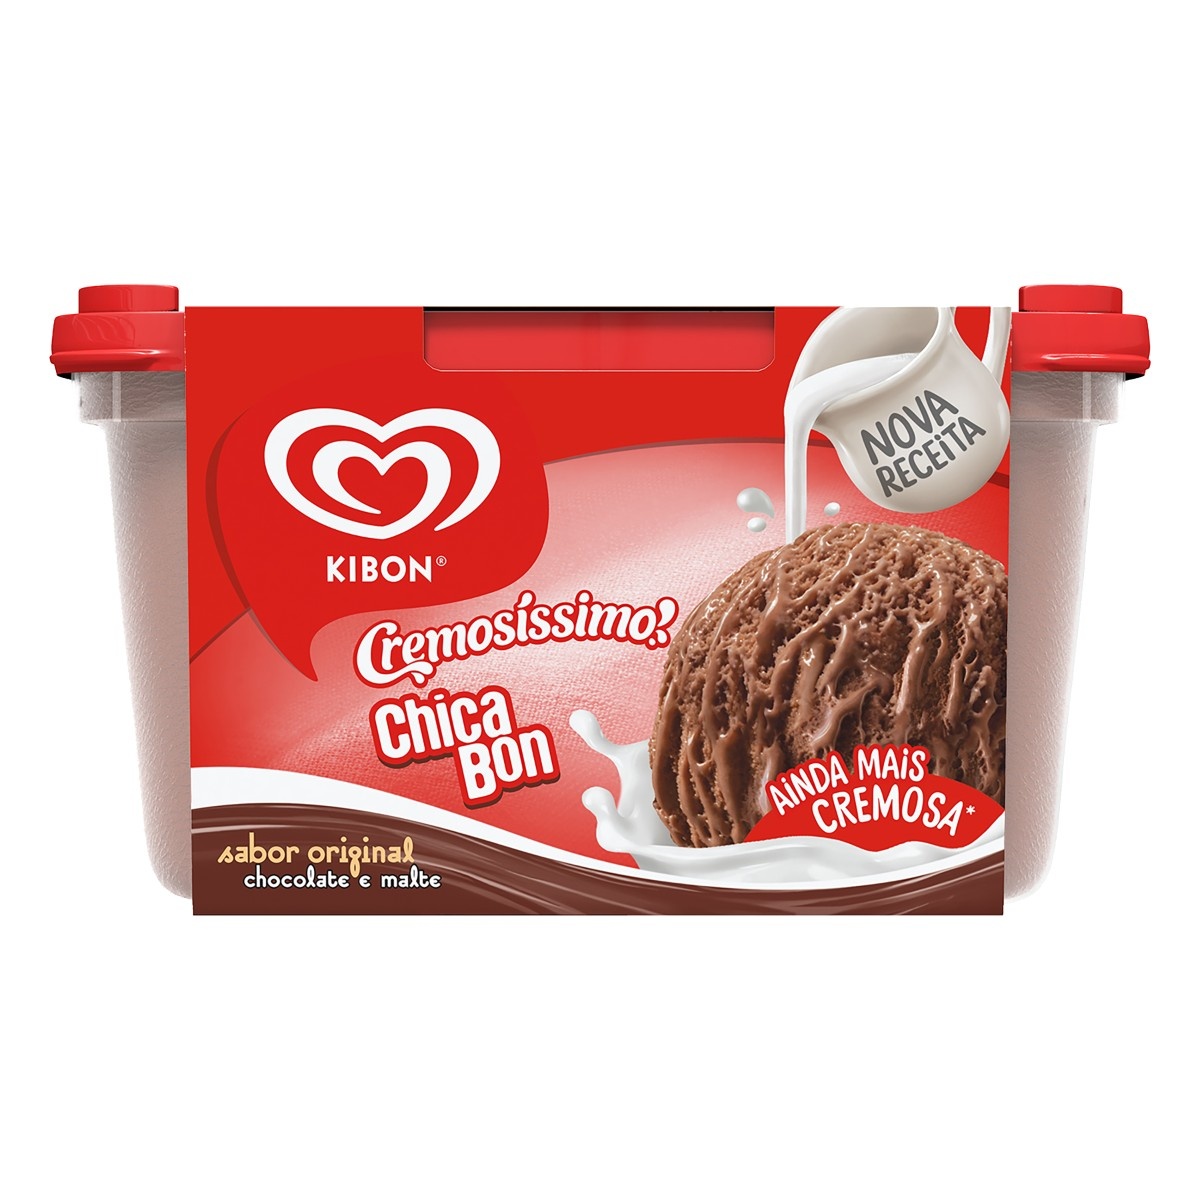 NOVA
RECEITA
KIBON®
Cremosíssimo!
Chica
Bon
AINDA MAIS
CREMOSA*
sabor original
chocolate e malte